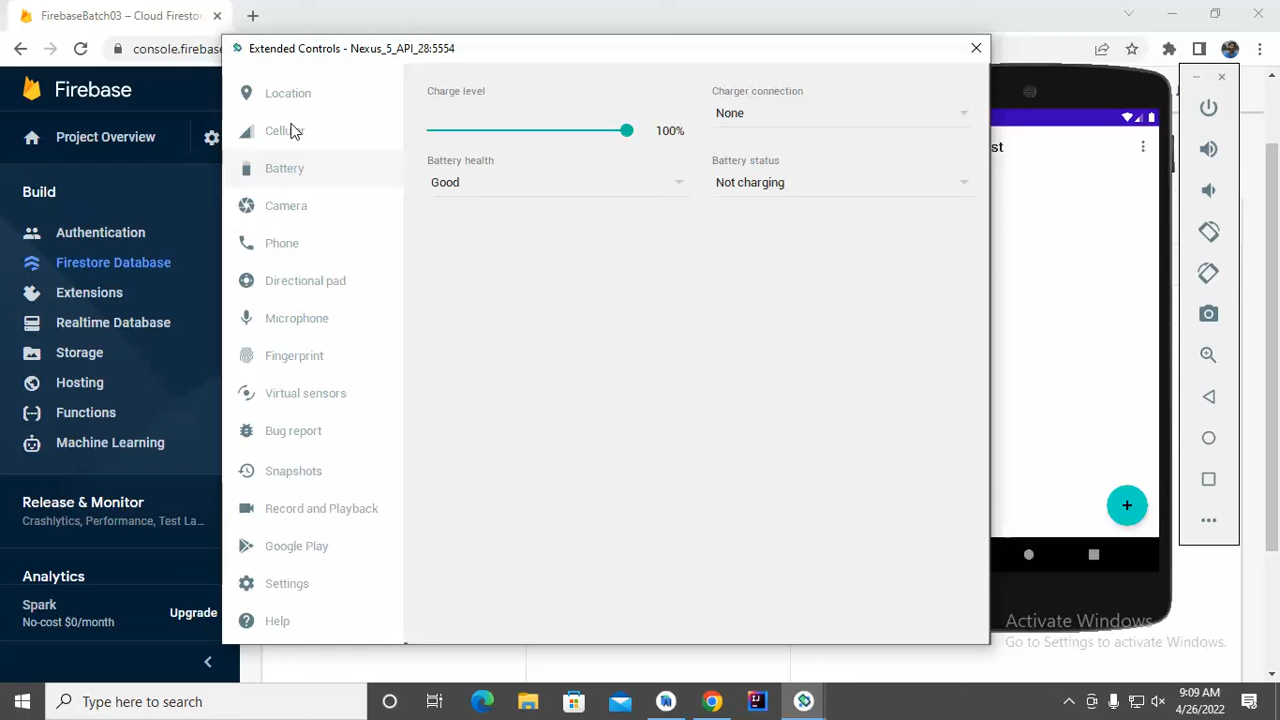 FirebaseBatch03 – Cloud Firesto
console.fireba
Extended Controls - Nexus_5_API_28:5554
Firebase
Project Overview
Build
Authentication
Firestore Database
Extensions
Realtime Database
Storage
Hosting
Functions
Machine Learning
Release & Monitor
Crashlytics, Performance, Test La...
Analytics
Spark
No-cost $0/month
Upgrade
Location
Battery
Camera
Phone
Directional pad
Microphone
Fingerprint
Virtual sensors
Bug report
Snapshots
Record and Playback
Google Play
Settings
Help
Charge level
100%
Charger connection
None
Battery health
Good
Battery status
Not charging
st
Activate Windows
Go to Settings to activate Windows.
Type here to search
9:09 AM
4/26/2022